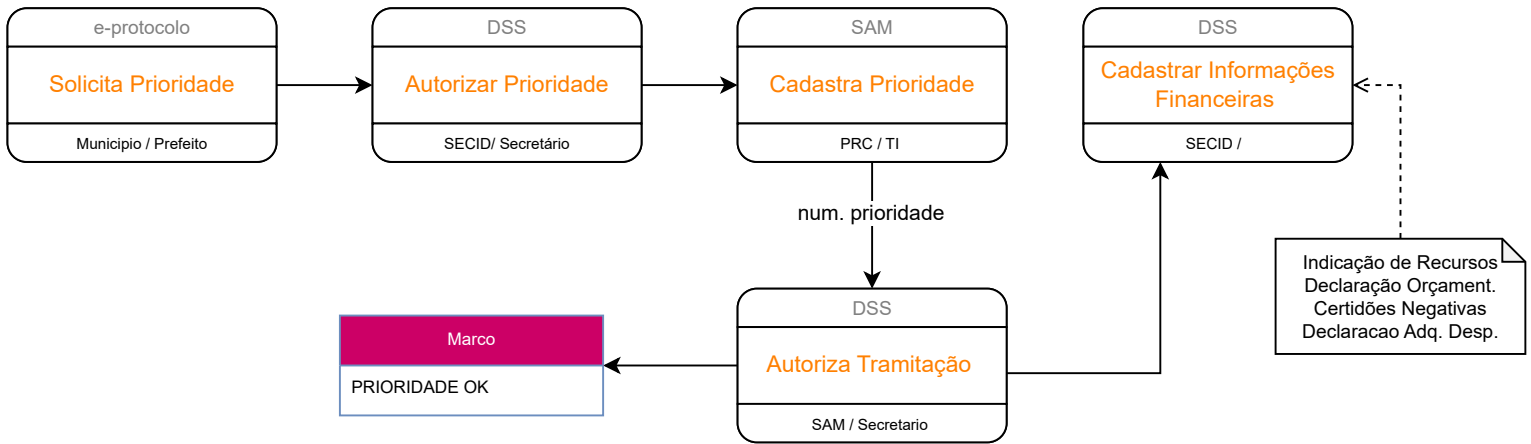 e-protocolo
Solicita Prioridade
Municipio / Prefeito
DSS
Autorizar Prioridade
SECID/ Secretário
SAM
Cadastra Prioridade
PRC / TI
DSS
Cadastrar Informações
Financeiras
SECID /
num. prioridade
Indicação de Recursos
Declaração Orçament.
Certidões Negativas
Declaracao Adq. Desp.
DSS
Autoriza Tramitação
SAM / Secretario
Marco
PRIORIDADE OK